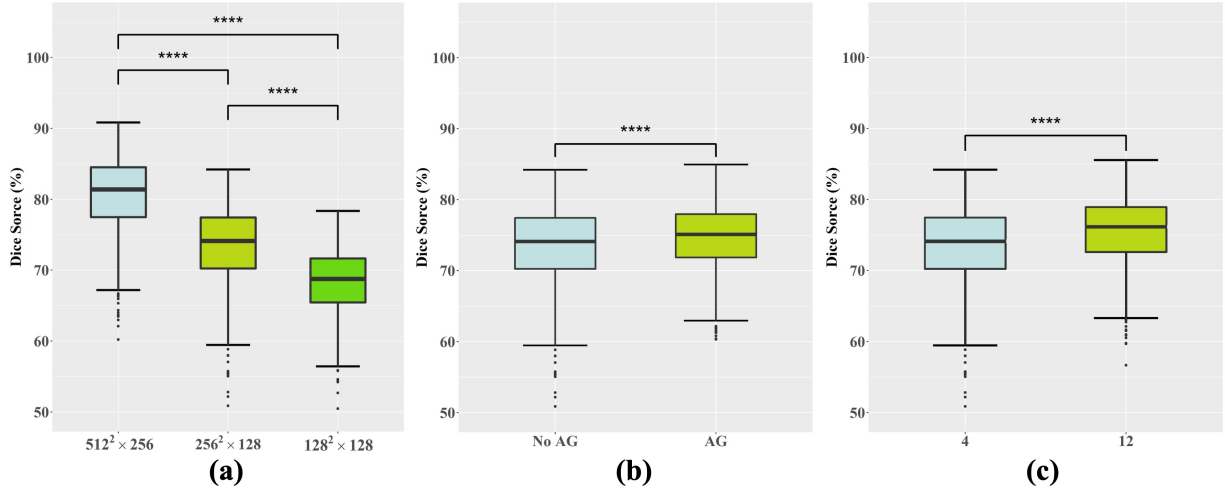 Dice Sorce (%)
100
90
80
70
60
50
****
****
****
512² × 256
256² × 128
128² × 128
(a)
Dice Sorce (%)
100
90
80
70
60
50
****
No AG
AG
(b)
Dice Sorce (%)
100
90
80
70
60
50
****
4
12
(c)